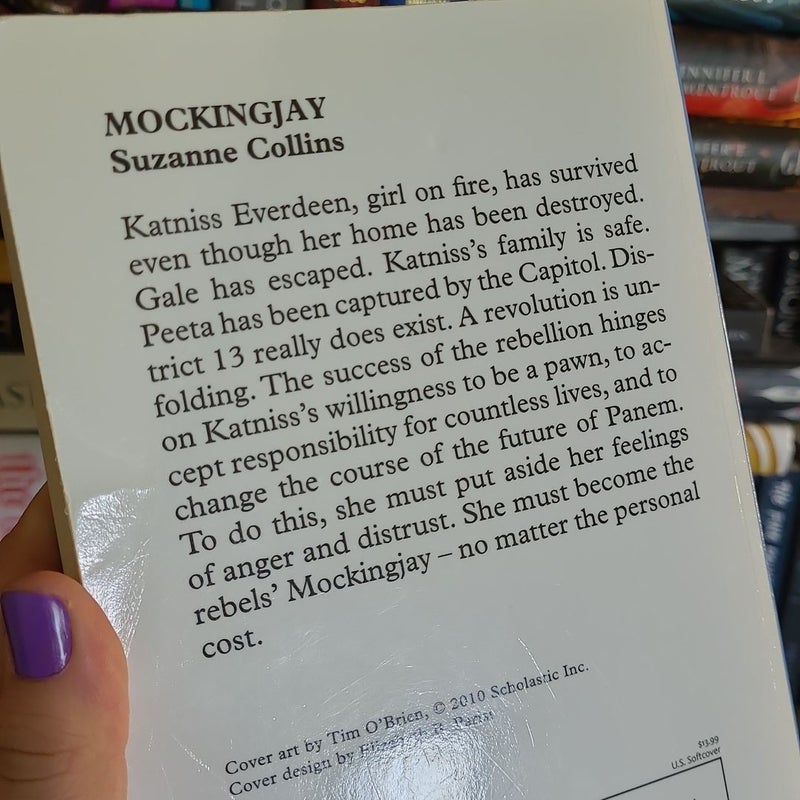 MOCKINGJAY
Suzanne Collins
Katniss Everdeen, girl on fire, has survived
even though her home has been destroyed.
Gale has escaped. Katniss's family is safe.
Peeta has been captured by the Capitol. Dis-
trict 13 really does exist. A revolution is un-
folding. The success of the rebellion hinges
on Katniss's willingness to be a pawn, to ac-
cept responsibility for countless lives, and to
change the course of the future of Panem.
To do this, she must put aside her feelings
of anger and distrust. She must become the
rebels' Mockingjay – no matter the personal
cost.
Cover art by Tim O'Brien, © 2010 Scholastic Inc.
Cover design by Elizabeth B. Parisi
$13.99
U.S. Softcover